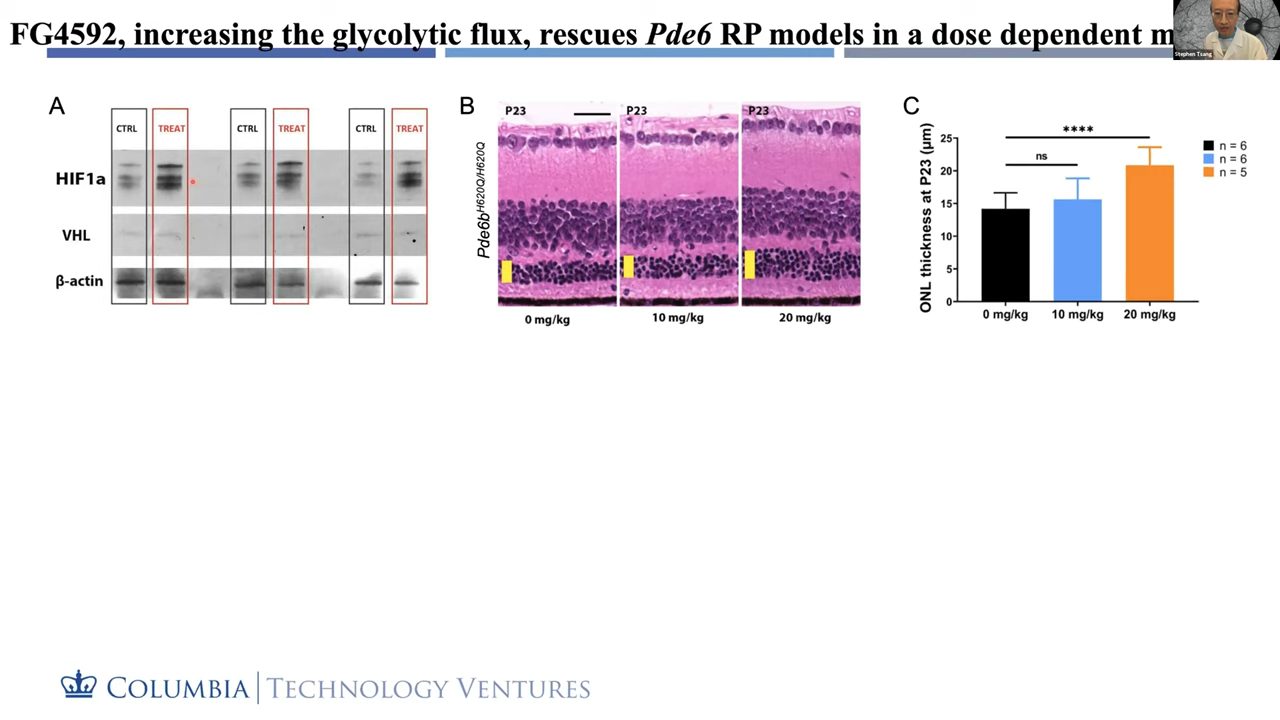 FG4592, increasing the glycolytic flux, rescues Pde6 RP models in a dose dependent m
Stephen Tsang
A
CTRL
TREAT
CTRL
TREAT
CTRL
TREAT
HIF1a
VHL
β-actin
B
Pde6b^H620Q/H620Q
P23
P23
P23
0 mg/kg
10 mg/kg
20 mg/kg
C
ONL thickness at P23 (μm)
25
20
15
10
5
0
****
ns
n = 6
n = 6
n = 5
0 mg/kg
10 mg/kg
20 mg/kg
COLUMBIA | TECHNOLOGY VENTURES